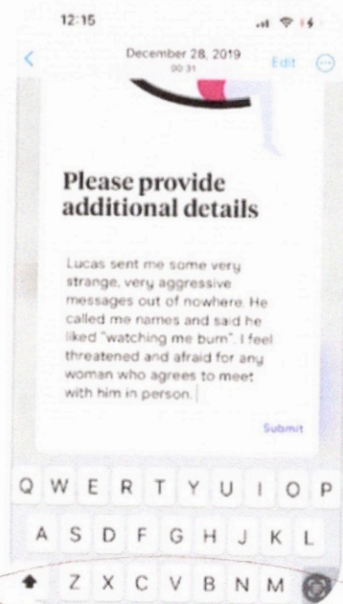 12:15
December 28, 2019
00:31
Edit
Please provide
additional details
Lucas sent me some very
strange, very aggressive
messages out of nowhere. He
called me names and said he
liked "watching me burn". I feel
threatened and afraid for any
woman who agrees to meet
with him in person.
Submit
Q W E R T Y U I O P
A S D F G H J K L
Z X C V B N M